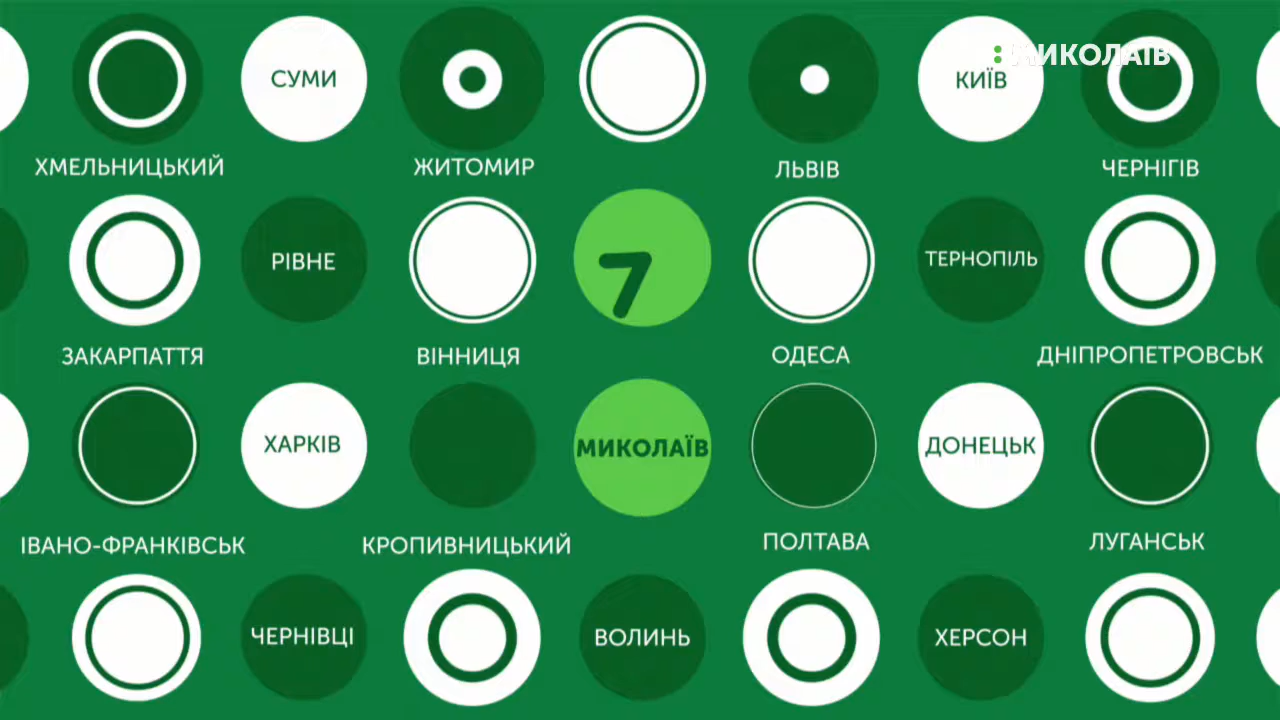 :МИКОЛАЇВ
СУМИ
КИЇВ
ХМЕЛЬНИЦЬКИЙ
ЖИТОМИР
ЛЬВІВ
ЧЕРНІГІВ
РІВНЕ
ТЕРНОПІЛЬ
ЗАКАРПАТТЯ
ВІННИЦЯ
ОДЕСА
ДНІПРОПЕТРОВСЬК
ХАРКІВ
МИКОЛАЇВ
ДОНЕЦЬК
ІВАНО-ФРАНКІВСЬК
КРОПИВНИЦЬКИЙ
ПОЛТАВА
ЛУГАНСЬК
ЧЕРНІВЦІ
ВОЛИНЬ
ХЕРСОН